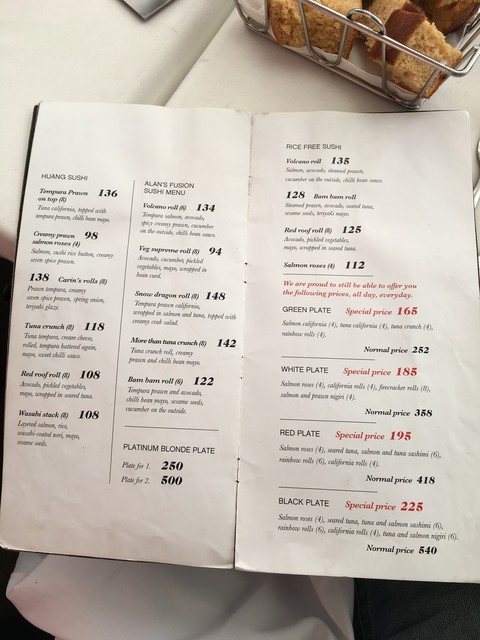 HUANG SUSHI
Tempura Prawn 136
on top (8)
Tuna california, topped with
tempura prawn, chilli bean mayo.
Creamy prawn 98
salmon roses (4)
Salmon, sushi rice batten, creamy
seven spice prawn.
138 Carin's rolls (8)
Prawn tempura, creamy
seven spice prawn, spring onion,
teriyaki glaze.
Tuna crunch (8) 118
Tuna tempura, cream cheese,
rolled, tempura battered again,
mayo, sweet chilli sauce.
Red roof roll (8) 108
Avocado, pickled vegetables,
mayo, wrapped in seared tuna.
Wasabi stack (8) 108
Layered salmon, rice,
wasabi-coated nori, mayo,
sesame seeds.
ALAN'S FUSION
SUSHI MENU
Volcano roll (8) 134
Tempura salmon, avocado,
spicy creamy prawn, cucumber
on the outside, chilli bean sauce.
Veg supreme roll (8) 94
Avocado, cucumber, pickled
vegetables, mayo, wrapped in
bean curd.
Snow dragon roll (8) 148
Tempura prawn california,
wrapped in salmon and tuna, topped with
creamy crab salad.
More than tuna crunch (8) 142
Tuna crunch roll, creamy
prawn and chilli bean mayo.
Bam bam roll (6) 122
Tempura prawn and avocado,
chilli bean mayo, sesame seeds,
cucumber on the outside.
PLATINUM BLONDE PLATE
Plate for 1. 250
Plate for 2. 500
RICE FREE SUSHI
Volcano roll 135
Salmon, avocado, steamed prawn,
cucumber on the outside, chilli bean sauce.
128 Bam bam roll
Steamed prawn, avocado, seared tuna,
sesame seeds, teriyaki mayo.
Red roof roll (8) 125
Avocado, pickled vegetables,
mayo, wrapped in seared tuna.
Salmon roses (4) 112
We are proud to still be able to offer you
the following prices, all day, everyday.
GREEN PLATE Special price 165
Salmon california (4), tuna california (4), tuna crunch (4),
rainbow rolls (4).
Normal price 252
WHITE PLATE Special price 185
Salmon roses (4), california rolls (4), firecracker rolls (8),
salmon and prawn nigiri (4).
Normal price 358
RED PLATE Special price 195
Salmon roses (4), seared tuna, salmon and tuna sashimi (6),
rainbow rolls (6), california rolls (4).
Normal price 418
BLACK PLATE Special price 225
Salmon roses (4), seared tuna, tuna and salmon sashimi (6),
rainbow rolls (6), california rolls (4), tuna and salmon nigiri (6).
Normal price 540